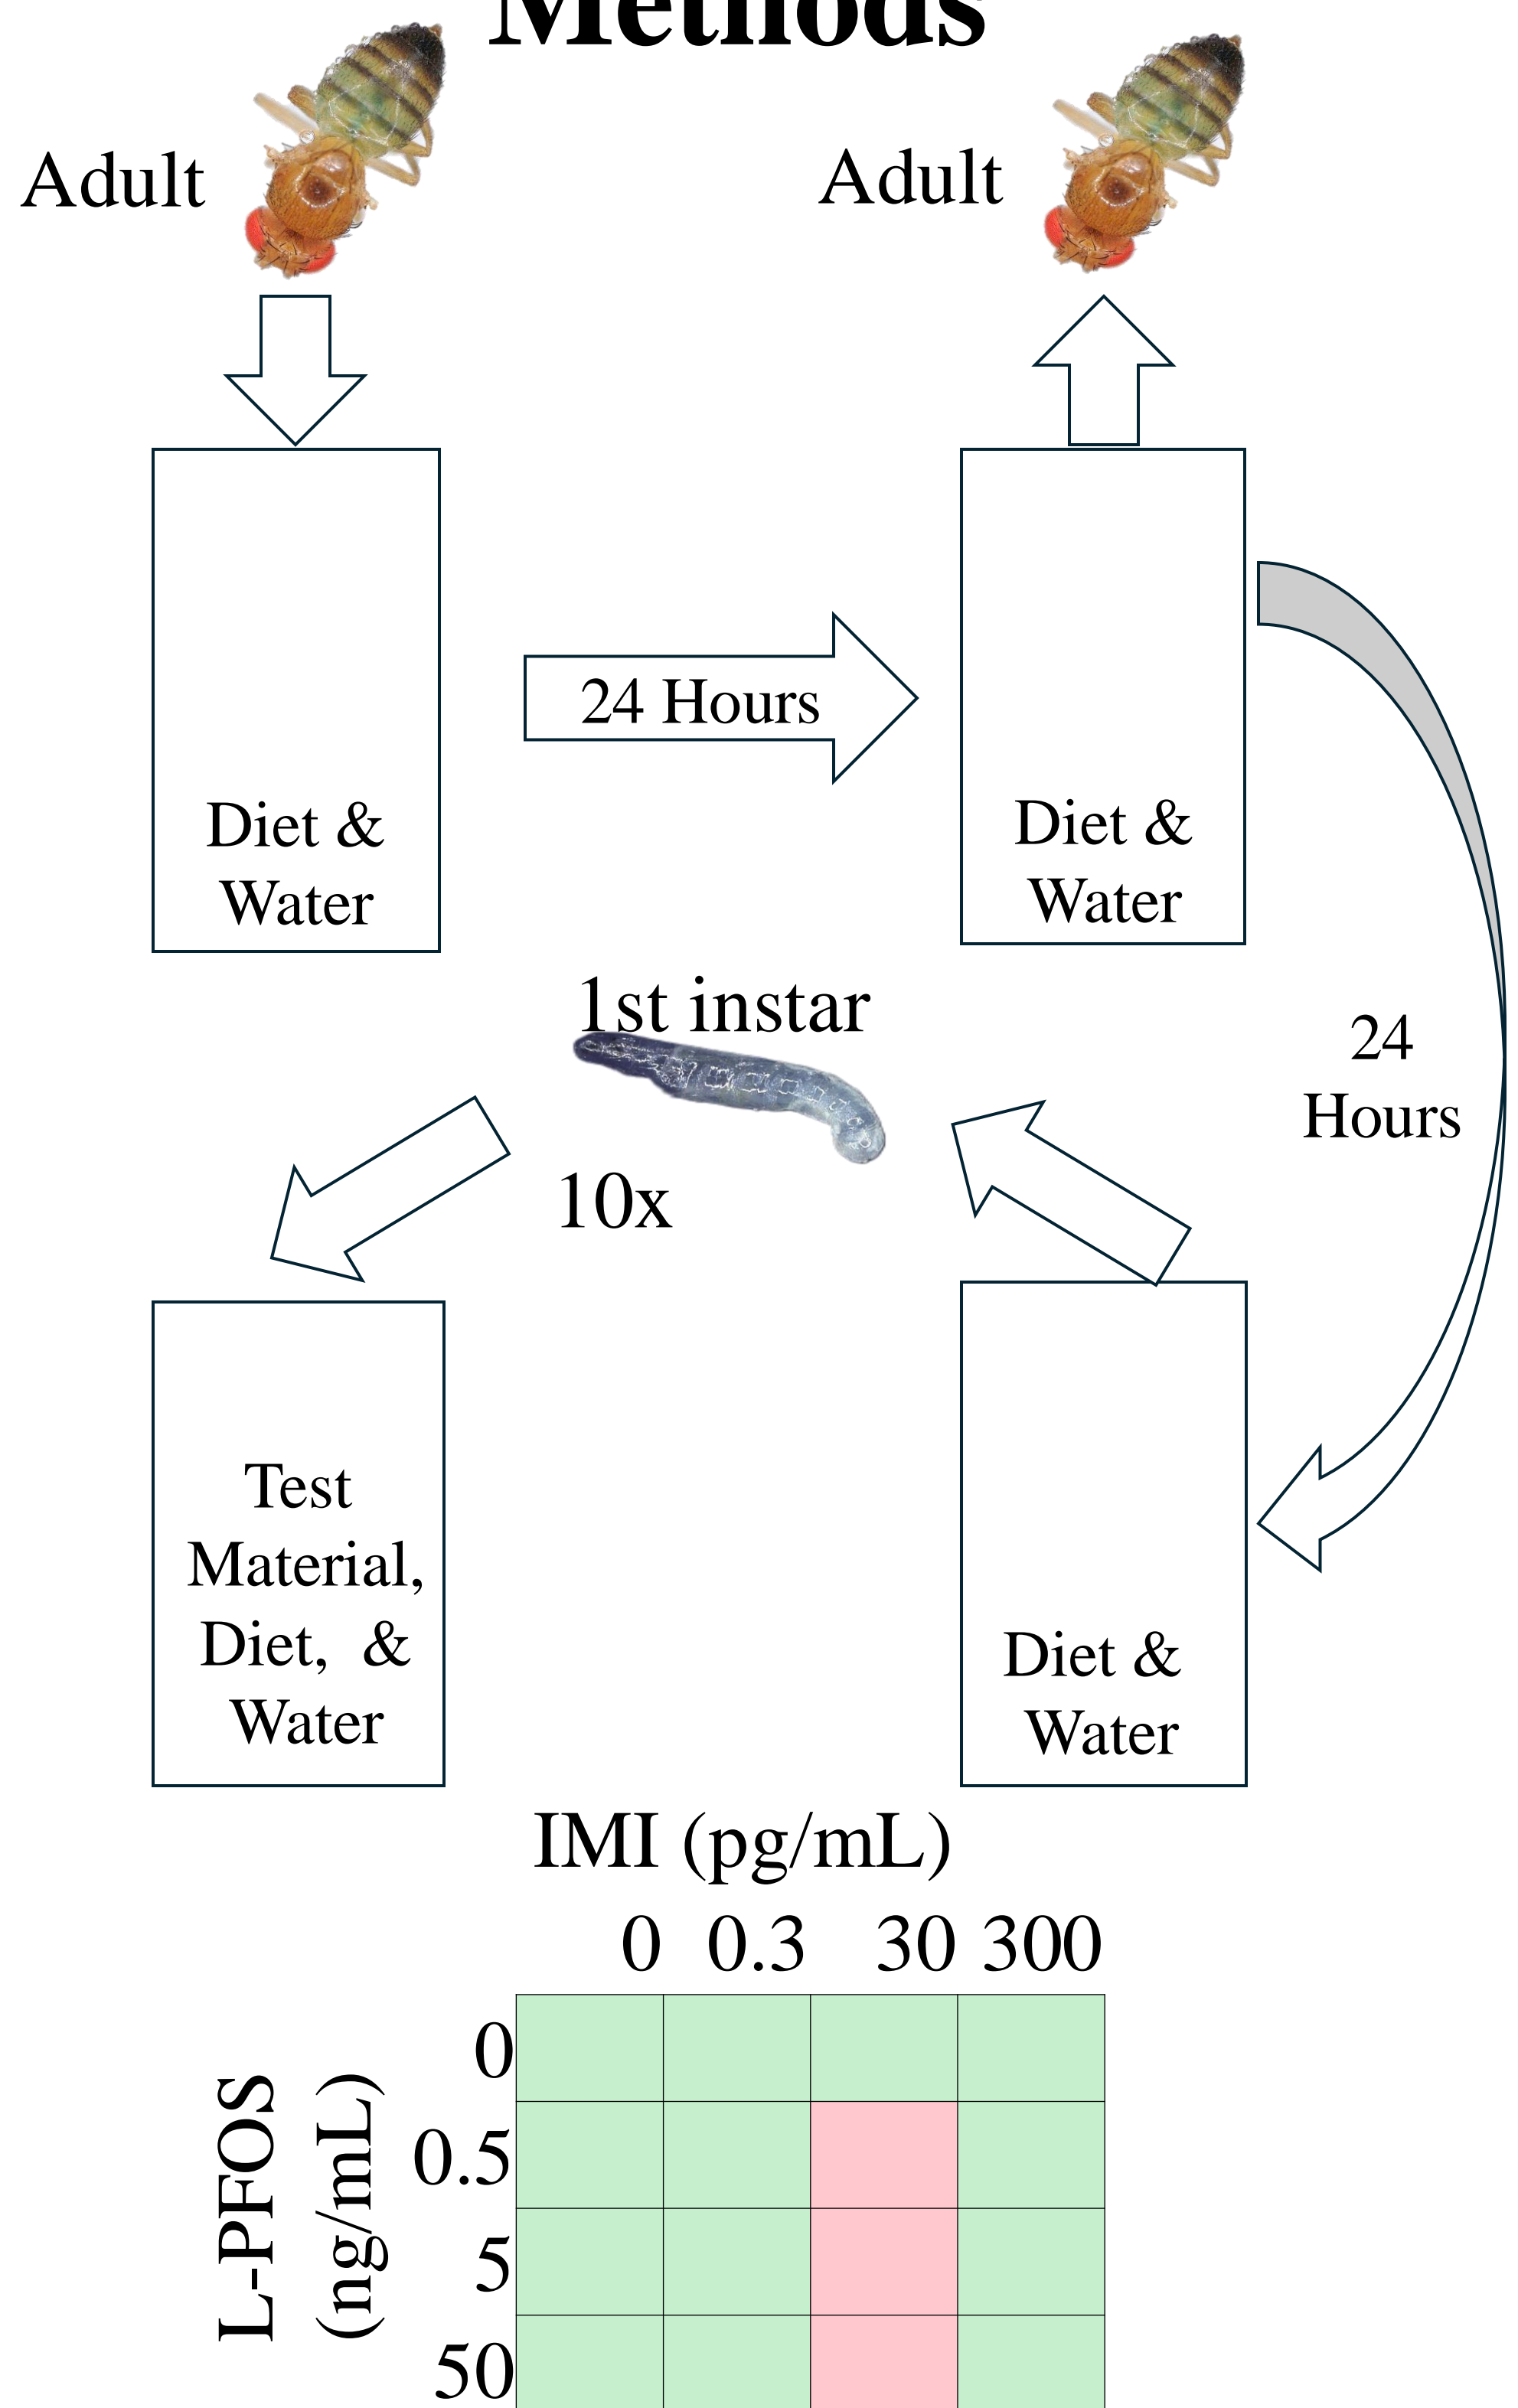 Methods
Adult
Adult
Diet &
Water
24 Hours
Diet &
Water
24
Hours
1st instar
10x
Test
Material,
Diet, &
Water
Diet &
Water
IMI (pg/mL)
0 0.3 30 300
L-PFOS
(ng/mL)
0
0.5
5
50